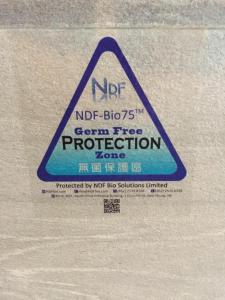 NDF
NDF-Bio75™
Germ Free
PROTECTION
Zone
無菌保護區
Protected by NDF Bio Solutions Limited